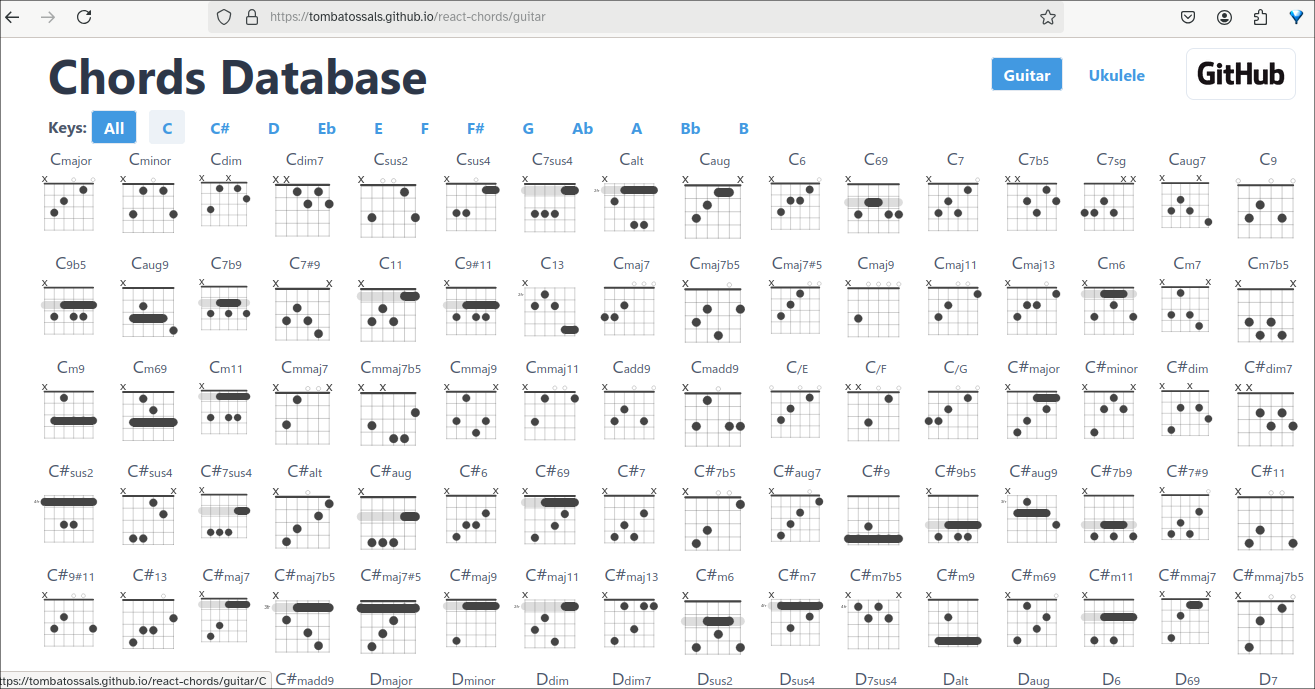 https://tombatossals.github.io/react-chords/guitar
Chords Database
Guitar
Ukulele
GitHub
Keys: All C C# D Eb E F F# G Ab A Bb B
Cmajor Cminor Cdim Cdim7 Csus2 Csus4 C7sus4 Calt Caug C6 C69 C7 C7b5 C7sg Caug7 C9
C9b5 Caug9 C7b9 C7#9 C11 C9#11 C13 Cmaj7 Cmaj7b5 Cmaj7#5 Cmaj9 Cmaj11 Cmaj13 Cm6 Cm7 Cm7b5
Cm9 Cm69 Cm11 Cmmaj7 Cmmaj7b5 Cmmaj9 Cmmaj11 Cadd9 Cmadd9 C/E C/F C/G C#major C#minor C#dim C#dim7
C#sus2 C#sus4 C#7sus4 C#alt C#aug C#6 C#69 C#7 C#7b5 C#aug7 C#9 C#9b5 C#aug9 C#7b9 C#7#9 C#11
C#9#11 C#13 C#maj7 C#maj7b5 C#maj7#5 C#maj9 C#maj11 C#maj13 C#m6 C#m7 C#m7b5 C#m9 C#m69 C#m11 C#mmaj7 C#mmaj7b5
ttps://tombatossals.github.io/react-chords/guitar/C
C#madd9 Dmajor Dminor Ddim Ddim7 Dsus2 Dsus4 D7sus4 Dalt Daug D6 D69 D7